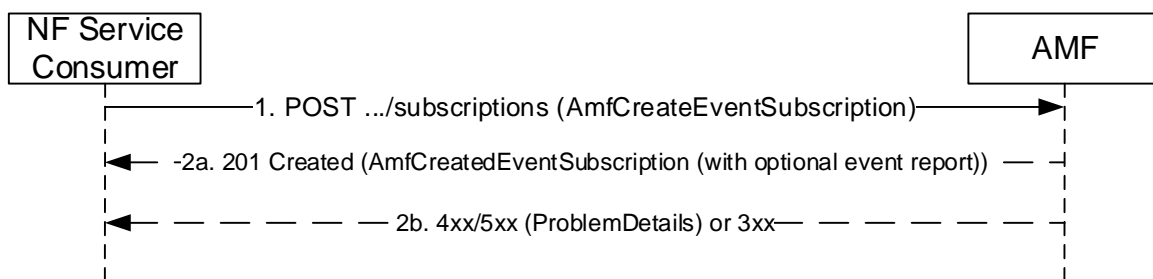 NF Service
Consumer
AMF
1. POST .../subscriptions (AmfCreateEventSubscription)
-2a. 201 Created (AmfCreatedEventSubscription (with optional event report))
2b. 4xx/5xx (ProblemDetails) or 3xx